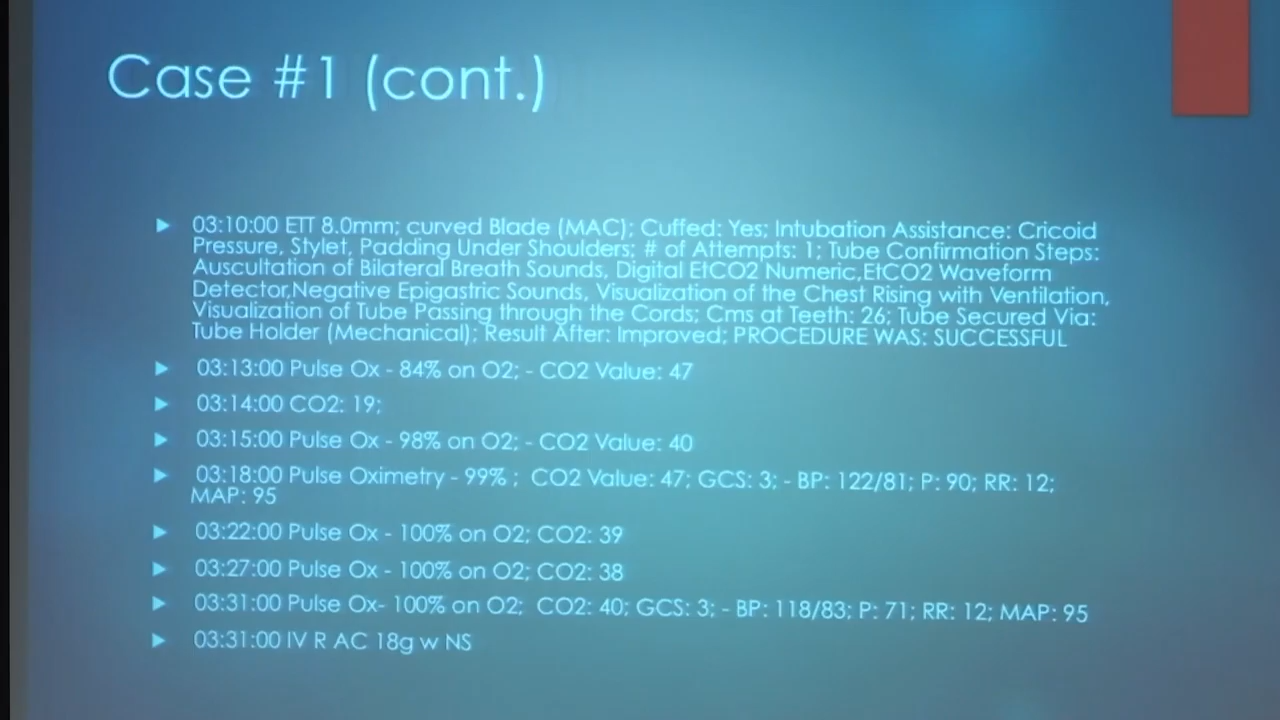 Case #1 (cont.)
03:10:00 ETT 8.0mm; curved Blade (MAC); Cuffed: Yes; Intubation Assistance: Cricoid
Pressure, Stylet, Padding Under Shoulders; # of Attempts: 1; Tube Confirmation Steps:
Auscultation of Bilateral Breath Sounds, Digital EtCO2 Numeric,EtCO2 Waveform
Detector,Negative Epigastric Sounds, Visualization of the Chest Rising with Ventilation,
Visualization of Tube Passing through the Cords; Cms at Teeth: 26; Tube Secured Via:
Tube Holder (Mechanical); Result After: Improved; PROCEDURE WAS: SUCCESSFUL
03:13:00 Pulse Ox - 84% on O2; - CO2 Value: 47
03:14:00 CO2: 19;
03:15:00 Pulse Ox - 98% on O2; - CO2 Value: 40
03:18:00 Pulse Oximetry - 99% ; CO2 Value: 47; GCS: 3; - BP: 122/81; P: 90; RR: 12;
MAP: 95
03:22:00 Pulse Ox - 100% on O2; CO2: 39
03:27:00 Pulse Ox - 100% on O2; CO2: 38
03:31:00 Pulse Ox- 100% on O2; CO2: 40; GCS: 3; - BP: 118/83; P: 71; RR: 12; MAP: 95
03:31:00 IV R AC 18g w NS